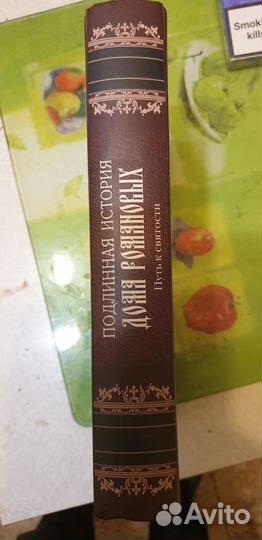 ПОДЛИННАЯ ИСТОРИЯ
ДОМА РОМАНОВЫХ
Путь к святости
Smoki
kills
Avito